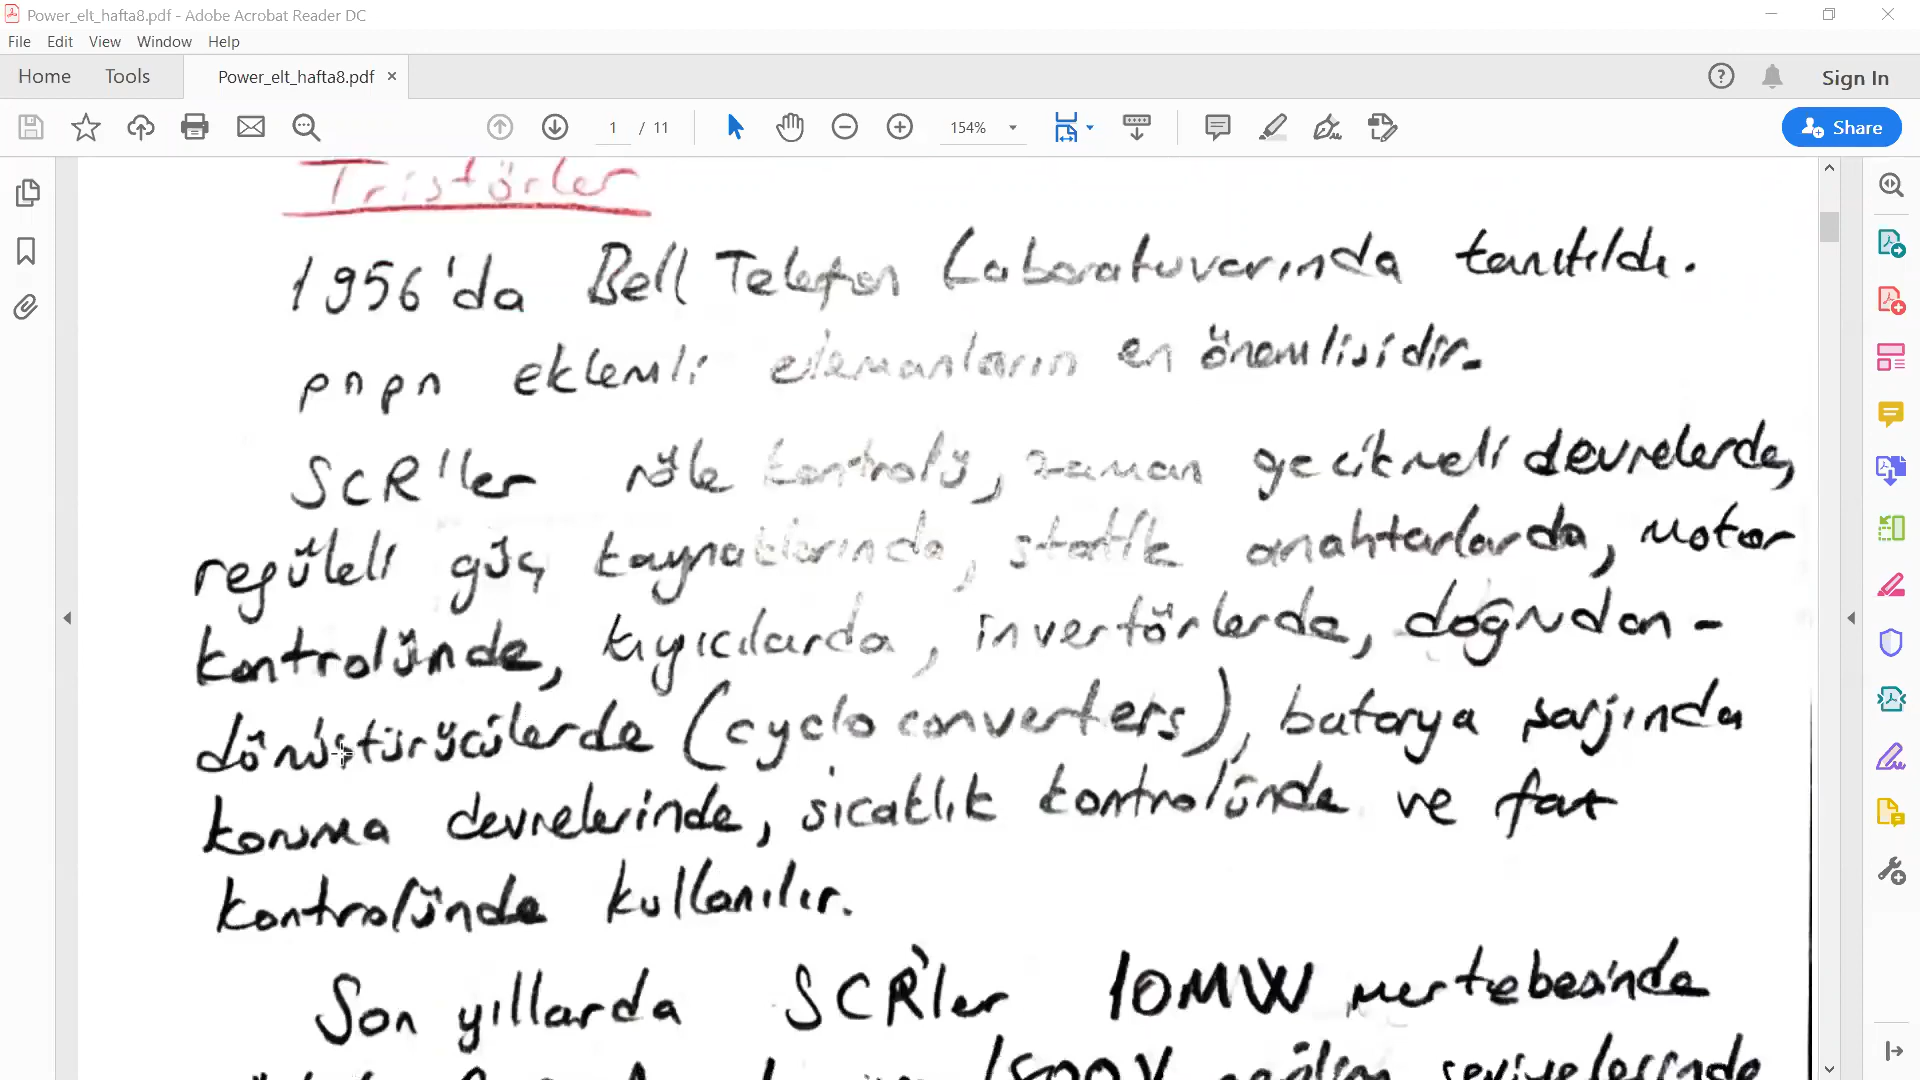 Power_elt_hafta8.pdf - Adobe Acrobat Reader DC
File Edit View Window Help
Home Tools Power_elt_hafta8.pdf × Sign In
1 / 11 154% Share
Tristörler
1956'da Bell Telefon Laboratuvarında tanıtıldı.
pnpn eklemli elemanların en önemlisidir.
SCR'ler röle kontrolü, zaman gecikmeli devrelerde,
regüleli güç kaynaklarında, statik anahtarlarda, motor
kontrolünde, kıyıcılarda, invertörlerde, doğrudan-
dönüştürücülerde (cyclo converters), batarya şarjında
koruma devrelerinde, sıcaklık kontrolünde ve faz
kontrolünde kullanılır.
Son yıllarda SCR'ler 10MW mertebesinde
1500V seviyelerinde